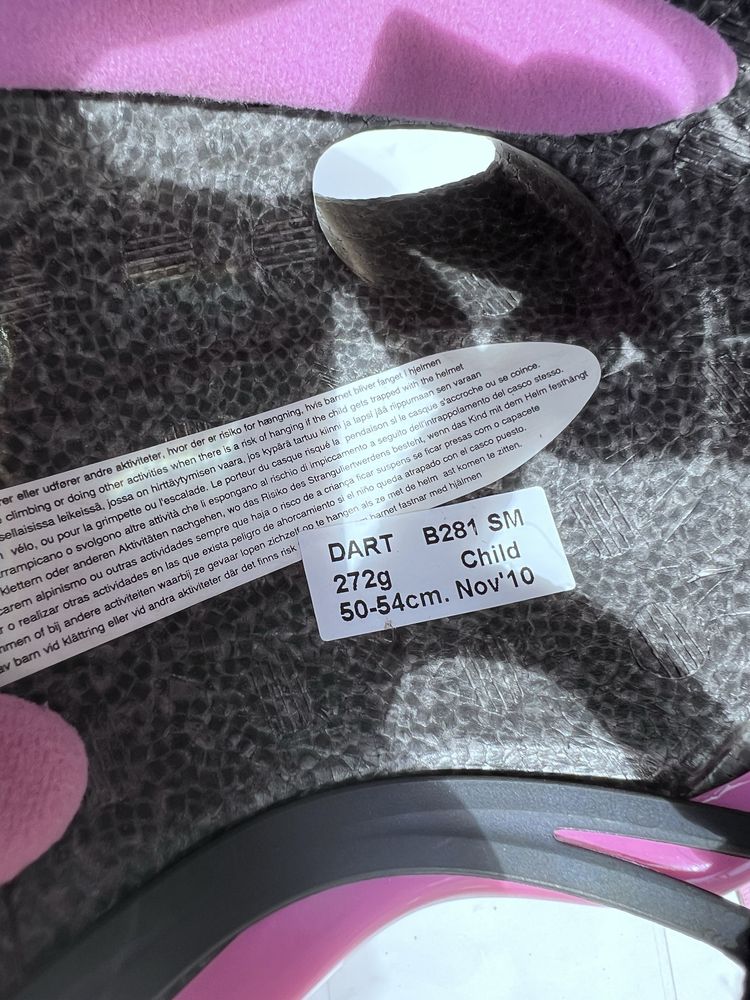 rer eller udfører andre aktiviteter, hvor der er risiko for hængning, hvis barnet bliver fanget i hjelmen
climbing or doing other activities when there is a risk of hanging if the child gets trapped with the helmet
sellaisissa leikeissä, jossa on hirttäytymisen vaara, jos kypärä tartuu kiinni ja lapsi jää riippumaan sen varaan
vélo, ou pour la grimpette ou l'escalade. Le porteur du casque risque la pendaison si le casque s'accroche ou se coince.
rrampicano o svolgono altre attività che li espongano al rischio di impiccamento a seguito dell'intrappolamento del casco stesso.
Klettern oder anderen Aktivitäten nachgehen, wo das Risiko des Strangulierwerdens besteht, wenn das Kind mit dem Helm festhängt
carem alpinismo ou outras actividades sempre que haja o risco de a criança ficar suspens se ficar presas com o capacete
r o realizar otras actividades en las que exista peligro de ahorcamiento si el niño queda atrapado con el casco puesto.
mmen of bij andere activiteiten waarbij ze gevaar lopen zichzelf op te hangen als ze met de helm vast komen te zitten.
av barn vid klättring eller vid andra aktiviteter där det finns risk barnet fastnar med hjälmen
DART B281 SM
272g Child
50-54cm. Nov'10